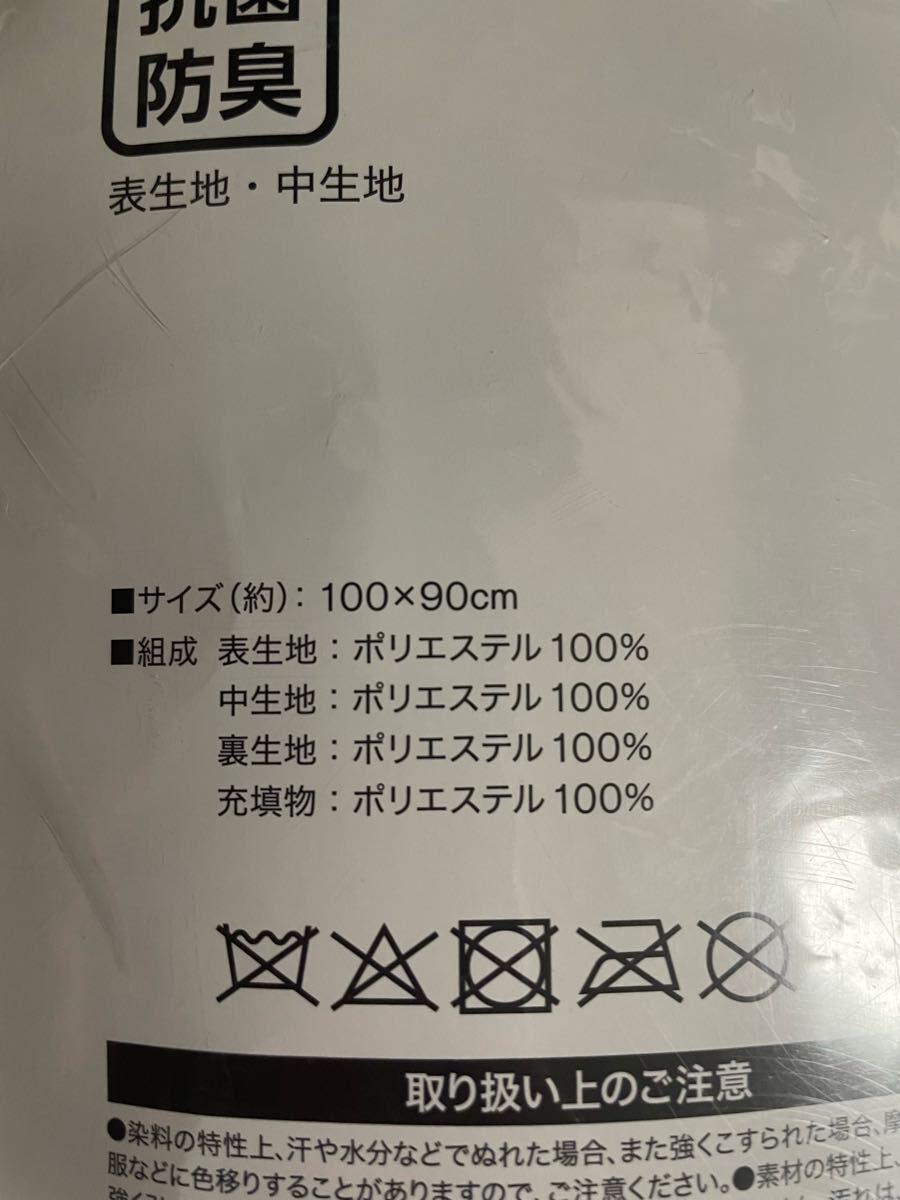 抗菌
防臭
表生地・中生地
■サイズ(約): 100×90cm
■組成 表生地:ポリエステル100%
中生地:ポリエステル100%
裏生地:ポリエステル100%
充填物:ポリエステル100%
取り扱い上のご注意
●染料の特性上、汗や水分などでぬれた場合、また強くこすられた場合、摩
服などに色移りすることがありますので、ご注意ください。●素材の特性上、